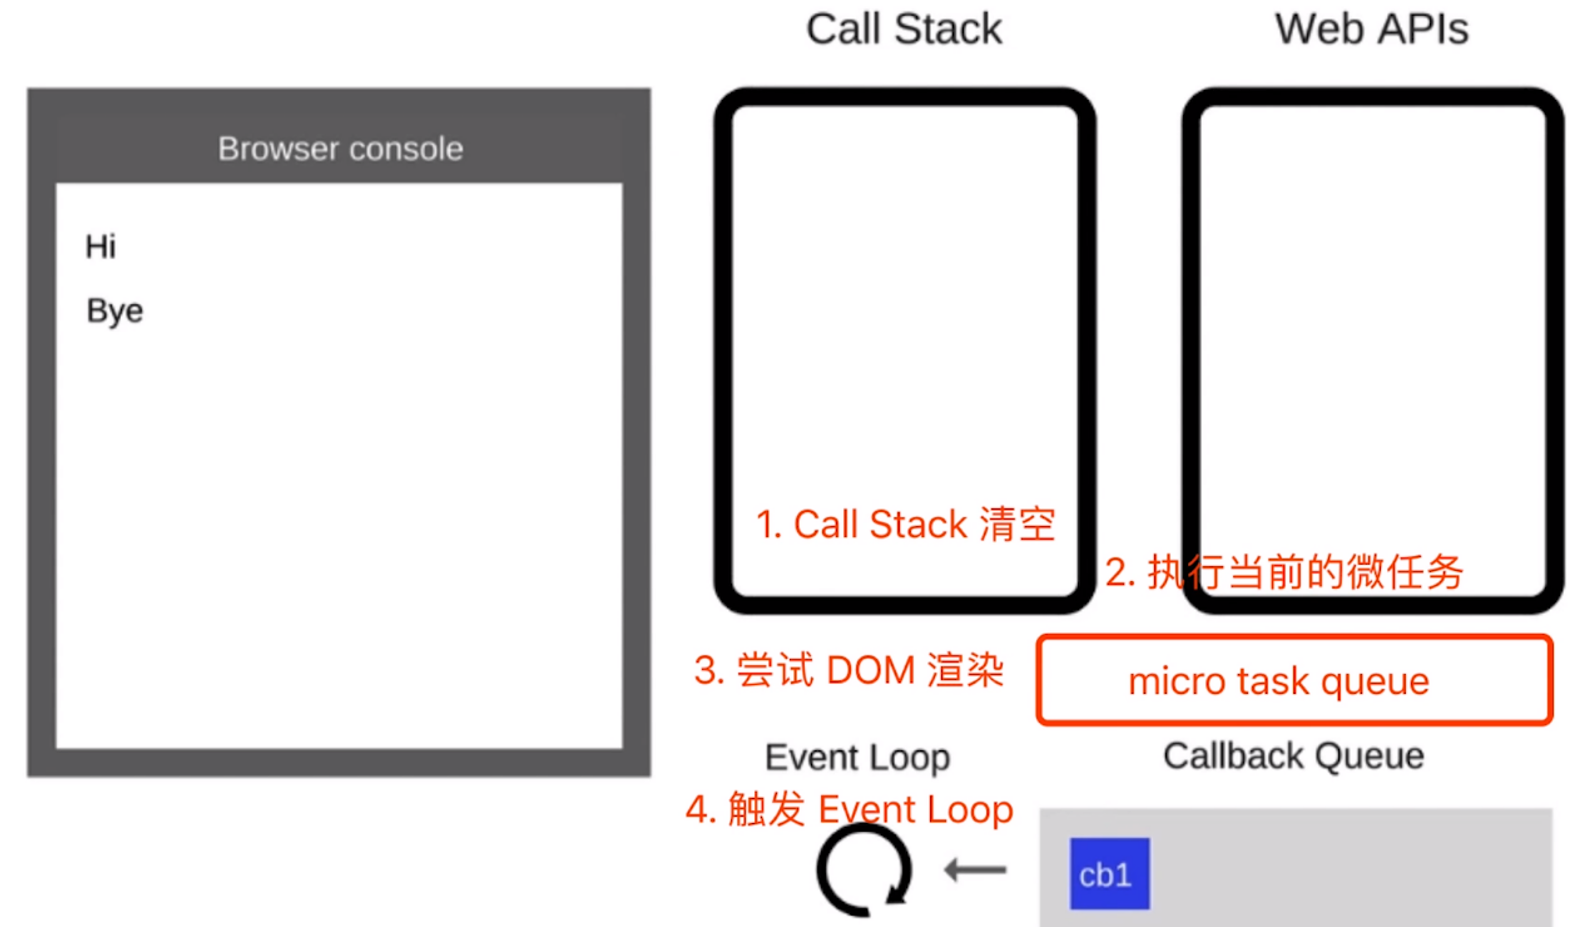 Call Stack
Web APIs
Browser console
Hi
Bye
1. Call Stack 清空
2. 执行当前的微任务
3. 尝试 DOM 渲染
micro task queue
Event Loop
Callback Queue
4. 触发 Event Loop
cb1